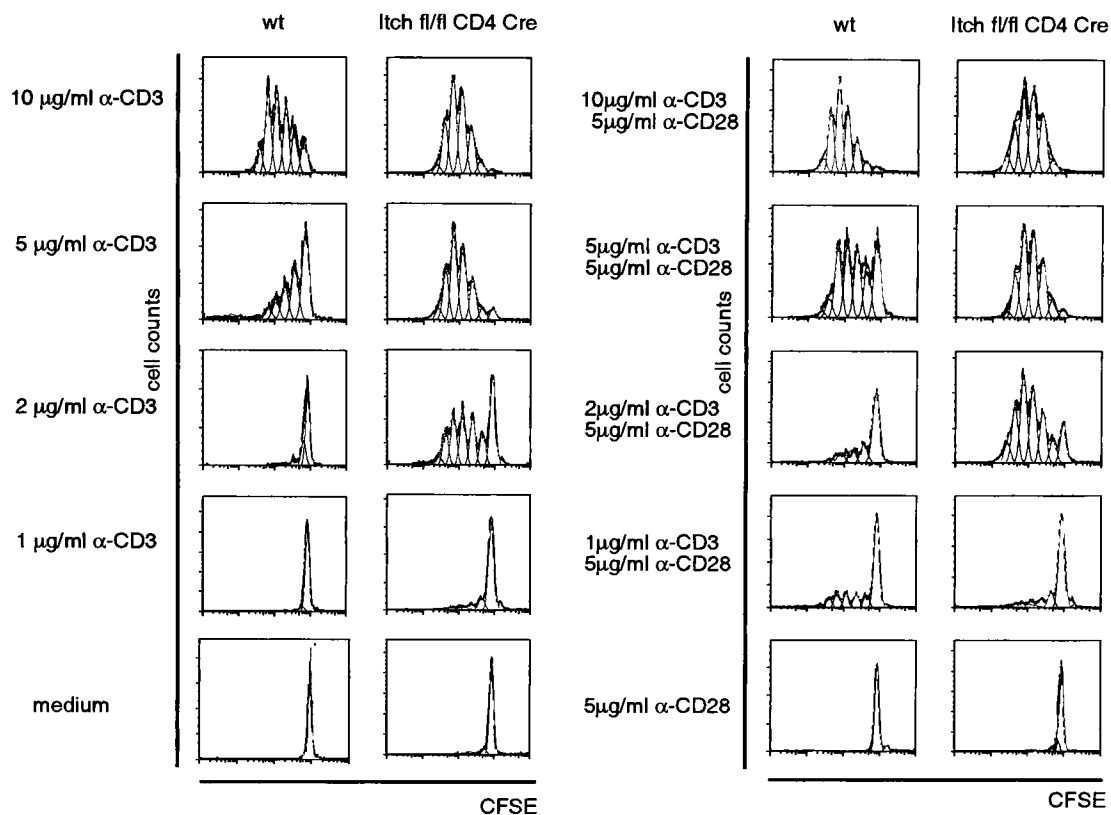 wt
Itch fl/fl CD4 Cre
10 µg/ml α-CD3
5 µg/ml α-CD3
2 µg/ml α-CD3
1 µg/ml α-CD3
medium
cell counts
CFSE
wt
Itch fl/fl CD4 Cre
10µg/ml α-CD3
5µg/ml α-CD28
5µg/ml α-CD3
5µg/ml α-CD28
2µg/ml α-CD3
5µg/ml α-CD28
1µg/ml α-CD3
5µg/ml α-CD28
5µg/ml α-CD28
cell counts
CFSE